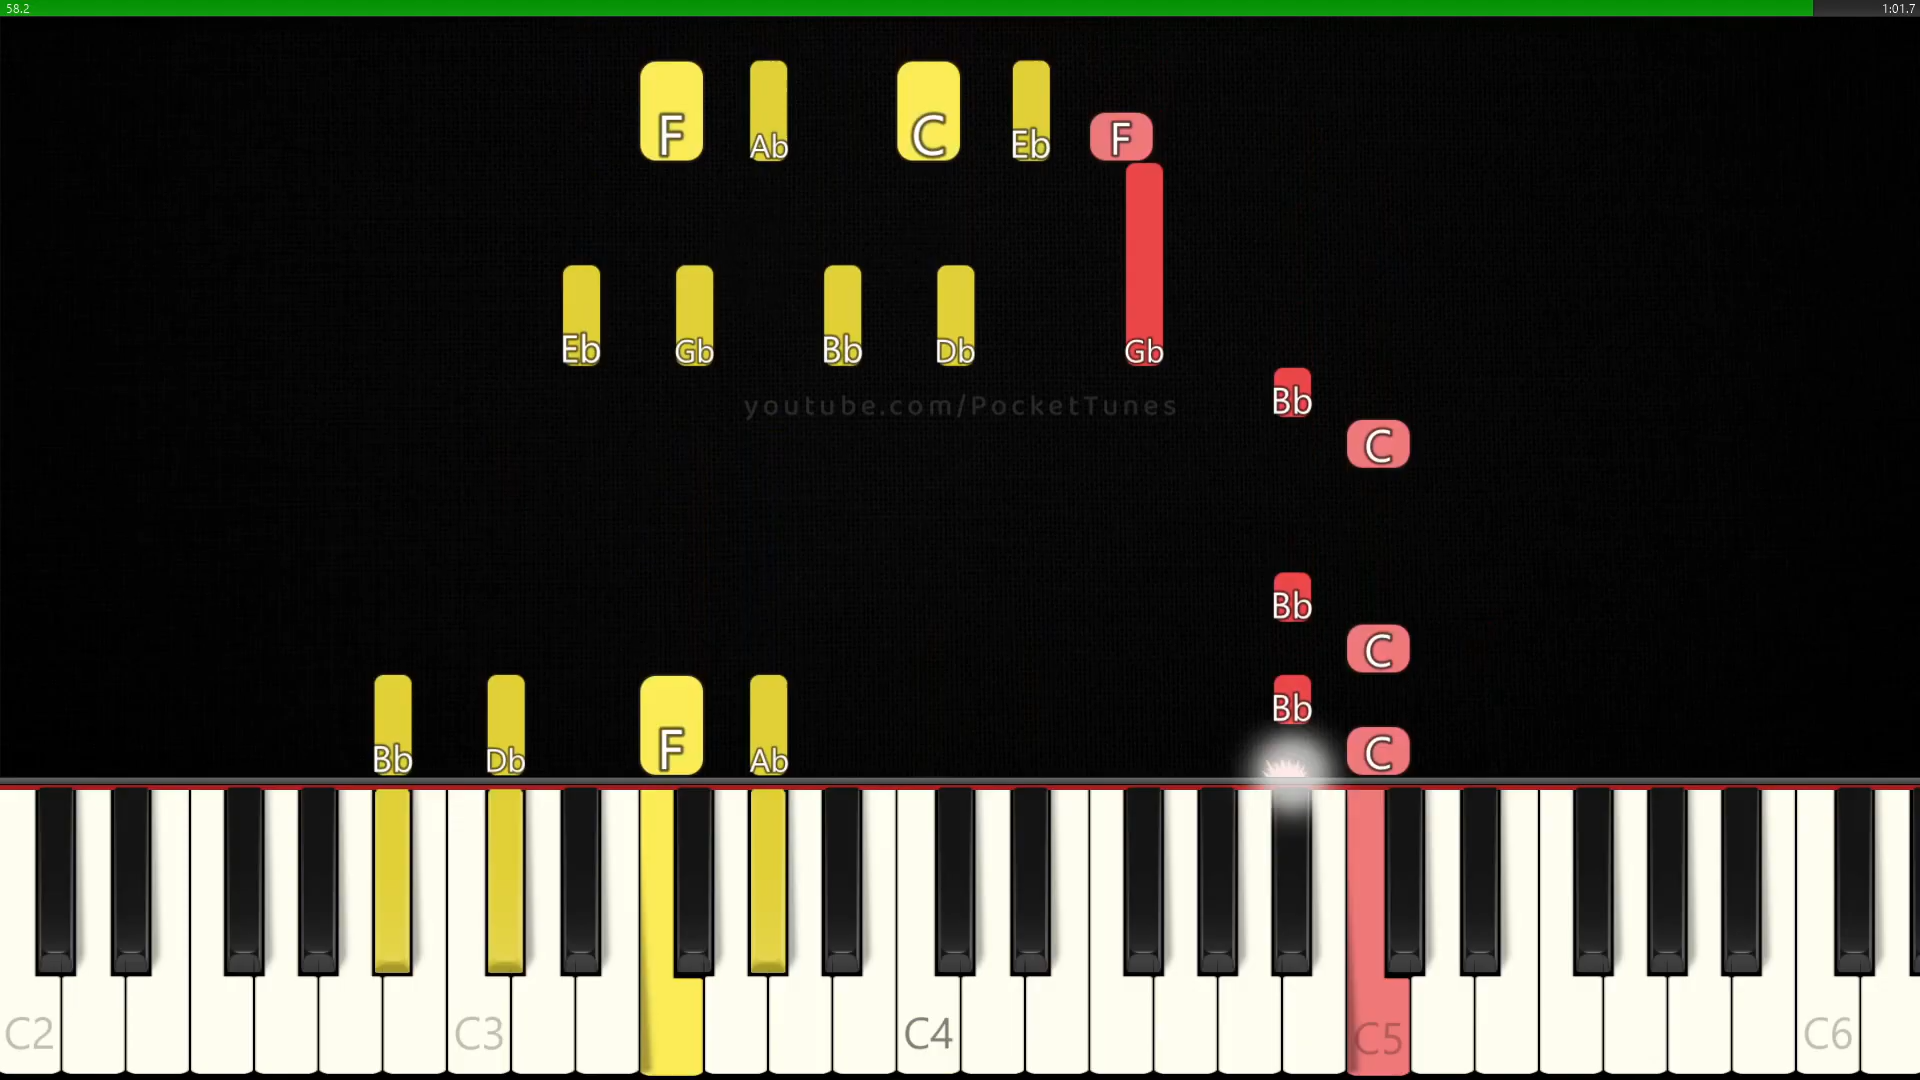 58.2 1:01.7
F Ab C Eb F
Eb Gb Bb Db Gb
youtube.com/PocketTunes
Bb
C
Bb
C
Bb
Bb Db F Ab C
C2 C3 C4 C5 C6